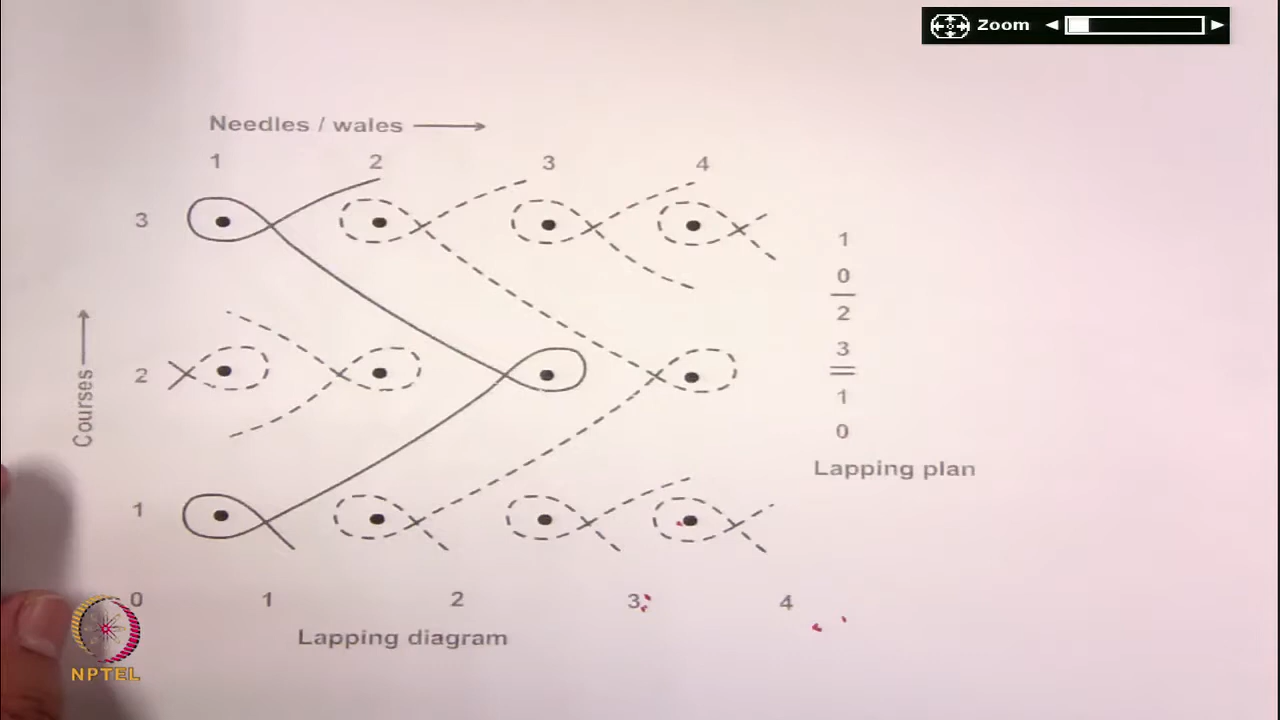 Zoom
Needles / wales
1 2 3 4
3
1
0
2
2
3
1
0
Courses
Lapping plan
1
0 1 2 3 4
Lapping diagram
NPTEL